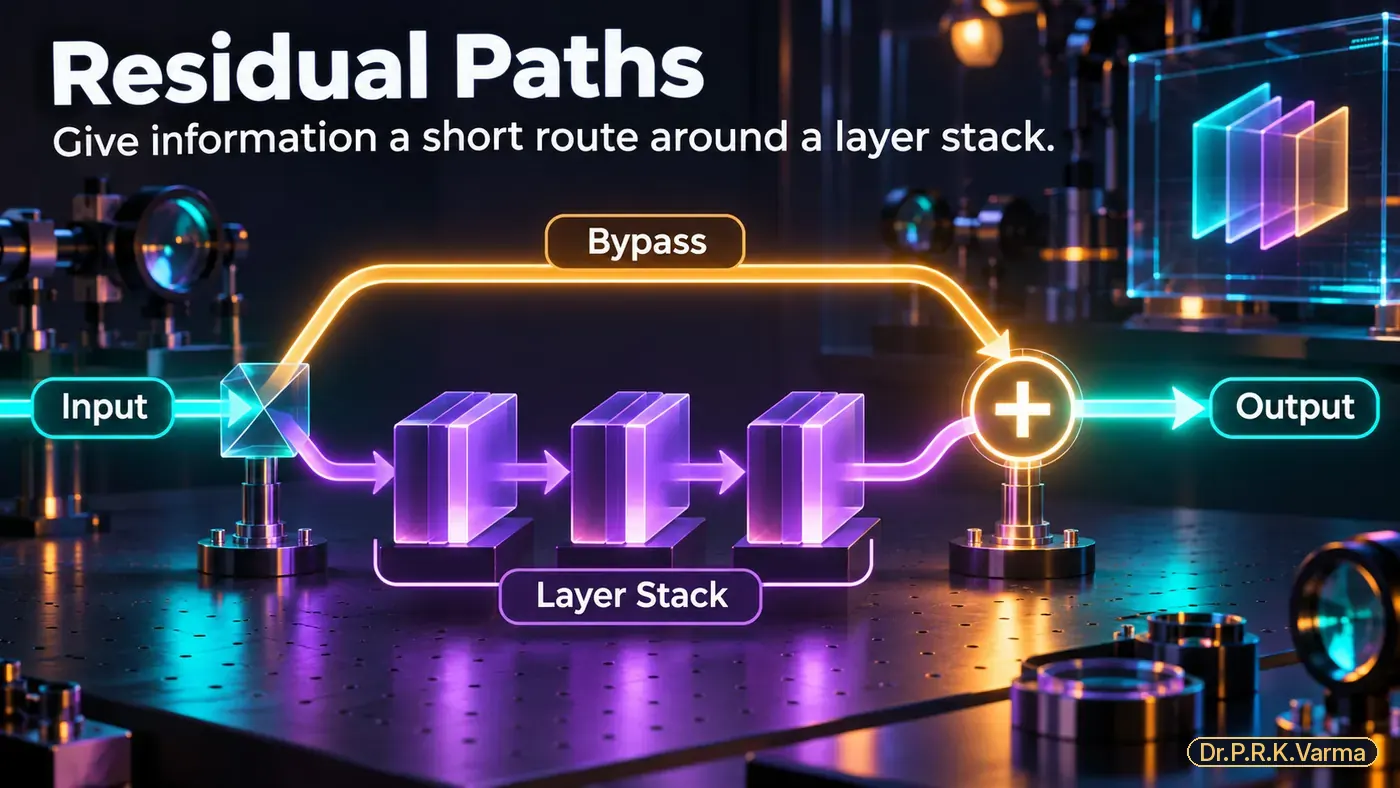 Residual Paths
Give information a short route around a layer stack.
Bypass
Input
+
Output
Layer Stack
Dr.P.R.K.Varma